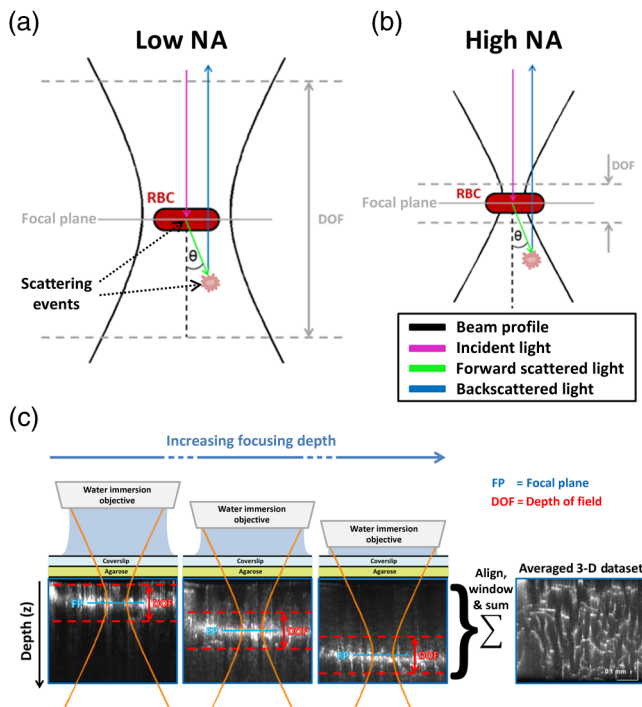 (a)
Low NA
RBC
Focal plane
DOF
θ
Scattering
events
(b)
High NA
DOF
RBC
Focal plane
θ
Beam profile
Incident light
Forward scattered light
Backscattered light
(c)
Increasing focusing depth
FP = Focal plane
DOF = Depth of field
Water immersion
objective
Water immersion
objective
Water immersion
objective
Coverslip
Agarose
Coverslip
Agarose
Coverslip
Agarose
Depth (z)
FP
DOF
FP
DOF
FP
DOF
Align,
window
& sum
∑
Averaged 3-D dataset
0.1 mm